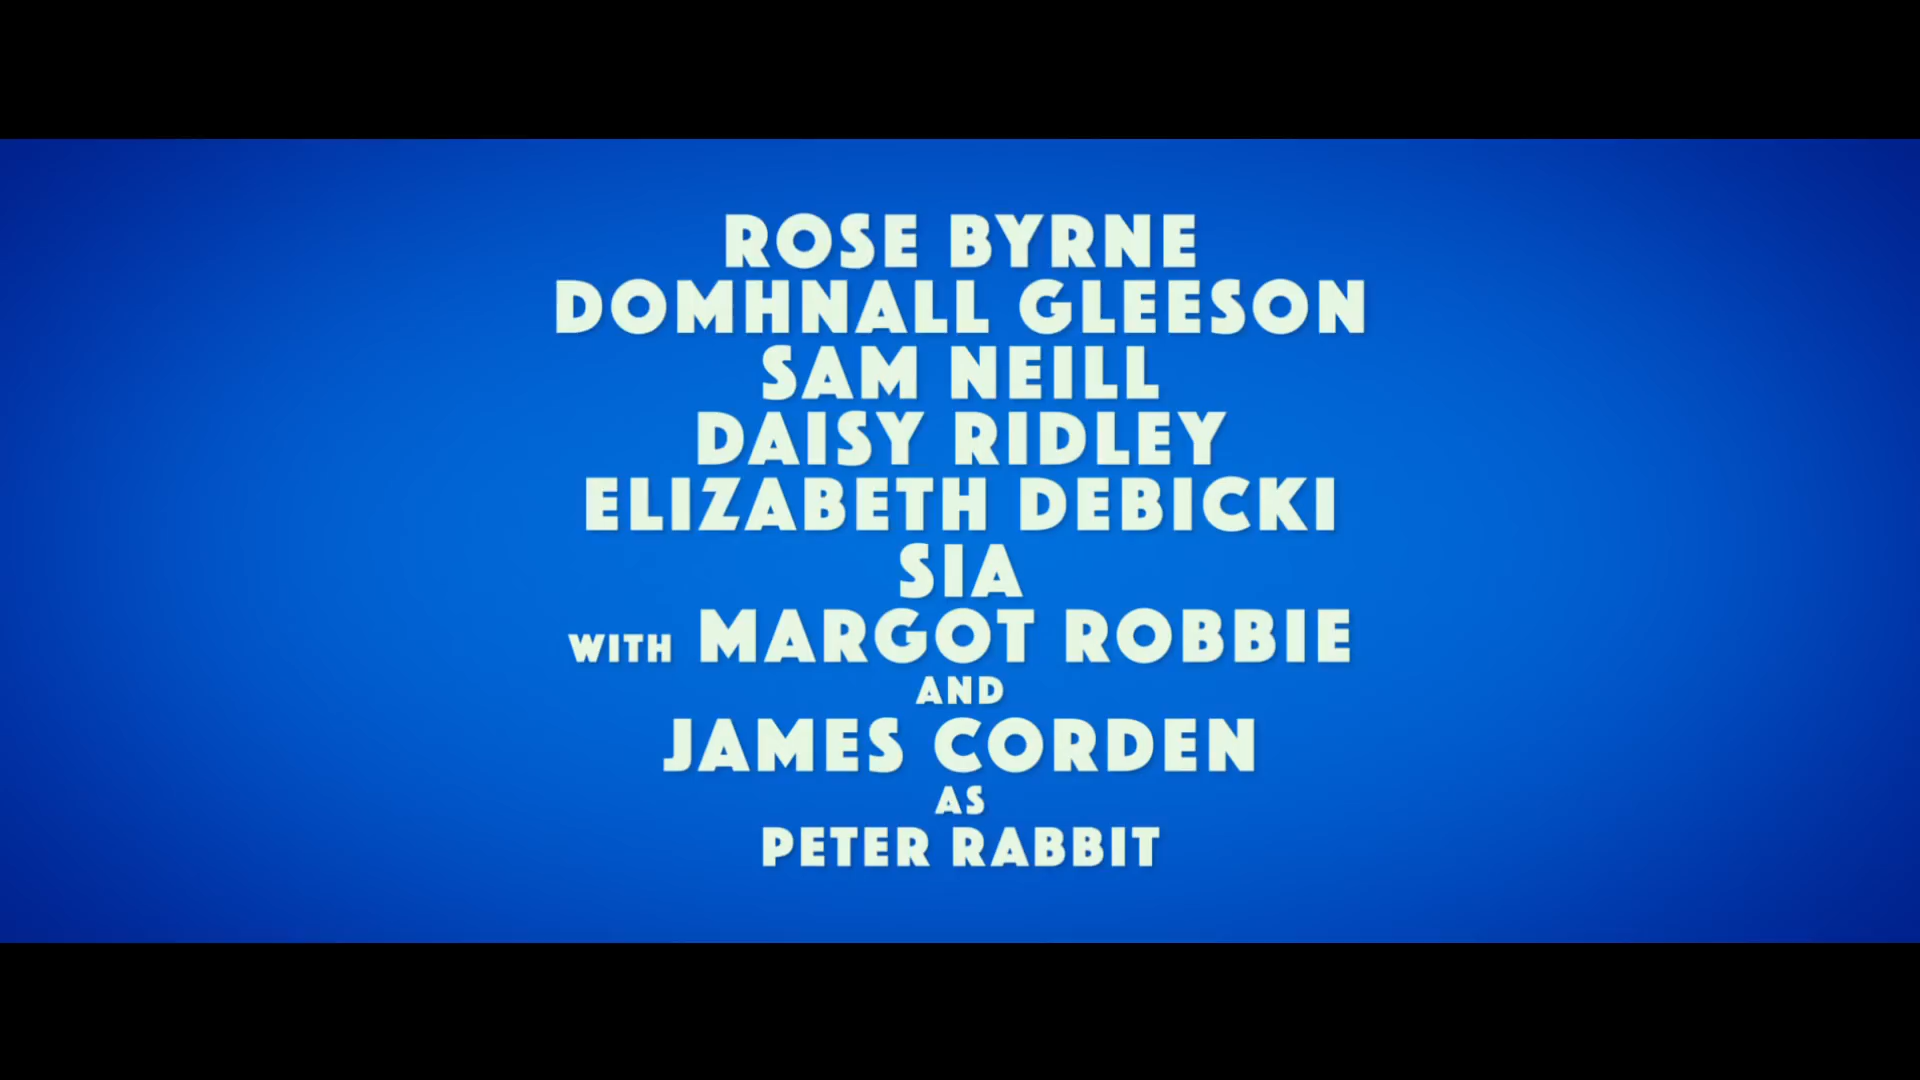 ROSE BYRNE
DOMHNALL GLEESON
SAM NEILL
DAISY RIDLEY
ELIZABETH DEBICKI
SIA
WITH MARGOT ROBBIE
AND
JAMES CORDEN
AS
PETER RABBIT